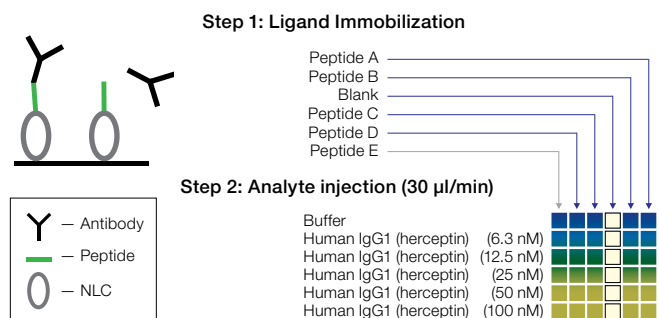 Step 1: Ligand Immobilization
Peptide A
Peptide B
Blank
Peptide C
Peptide D
Peptide E
Step 2: Analyte injection (30 µl/min)
— Antibody
— Peptide
— NLC
Buffer
Human IgG1 (herceptin) (6.3 nM)
Human IgG1 (herceptin) (12.5 nM)
Human IgG1 (herceptin) (25 nM)
Human IgG1 (herceptin) (50 nM)
Human IgG1 (herceptin) (100 nM)